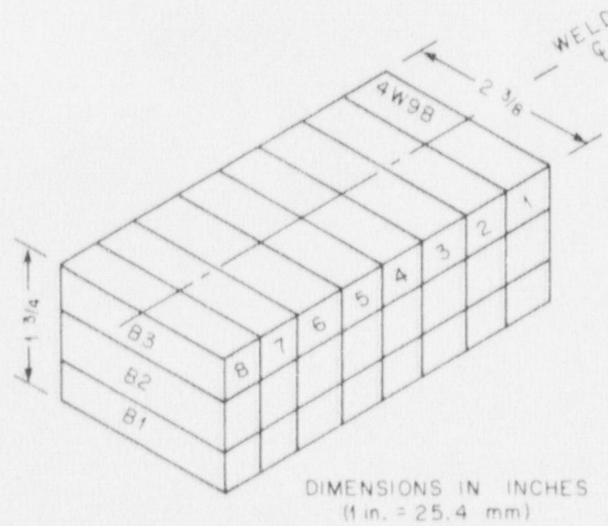 WELD
℄
2 3/8
4W9B
1
2
3
4
5
6
7
8
1 3/4
B3
B2
B1
DIMENSIONS IN INCHES
(1 in. = 25.4 mm)